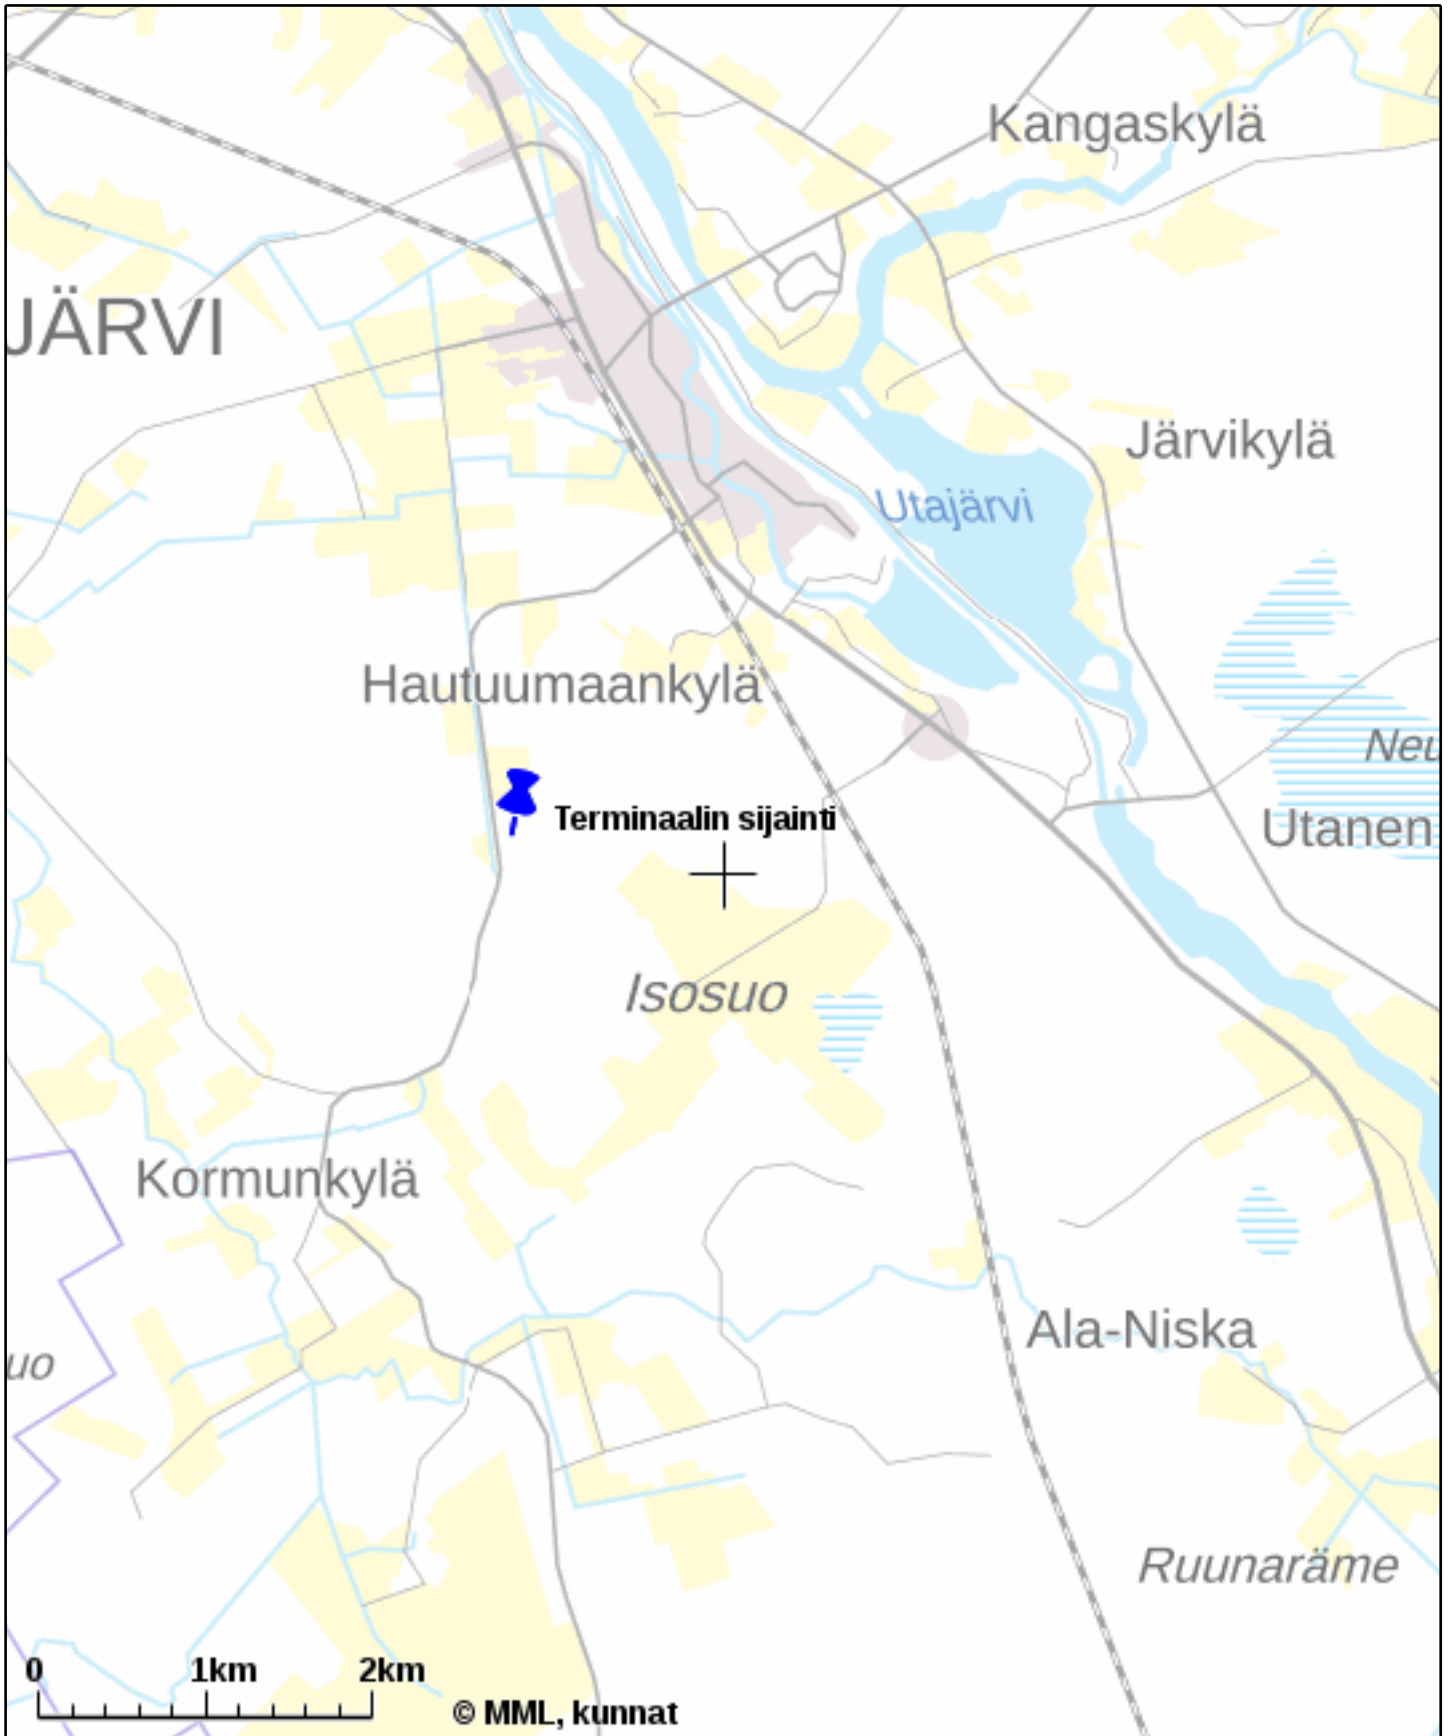 Kangaskylä
JÄRVI
Järvikylä
Utajärvi
Hautuumaankylä
Neu
Terminaalin sijainti
Utanen
Isosuo
Kormunkylä
Ala-Niska
uo
Ruunaräme
0 1km 2km
© MML, kunnat